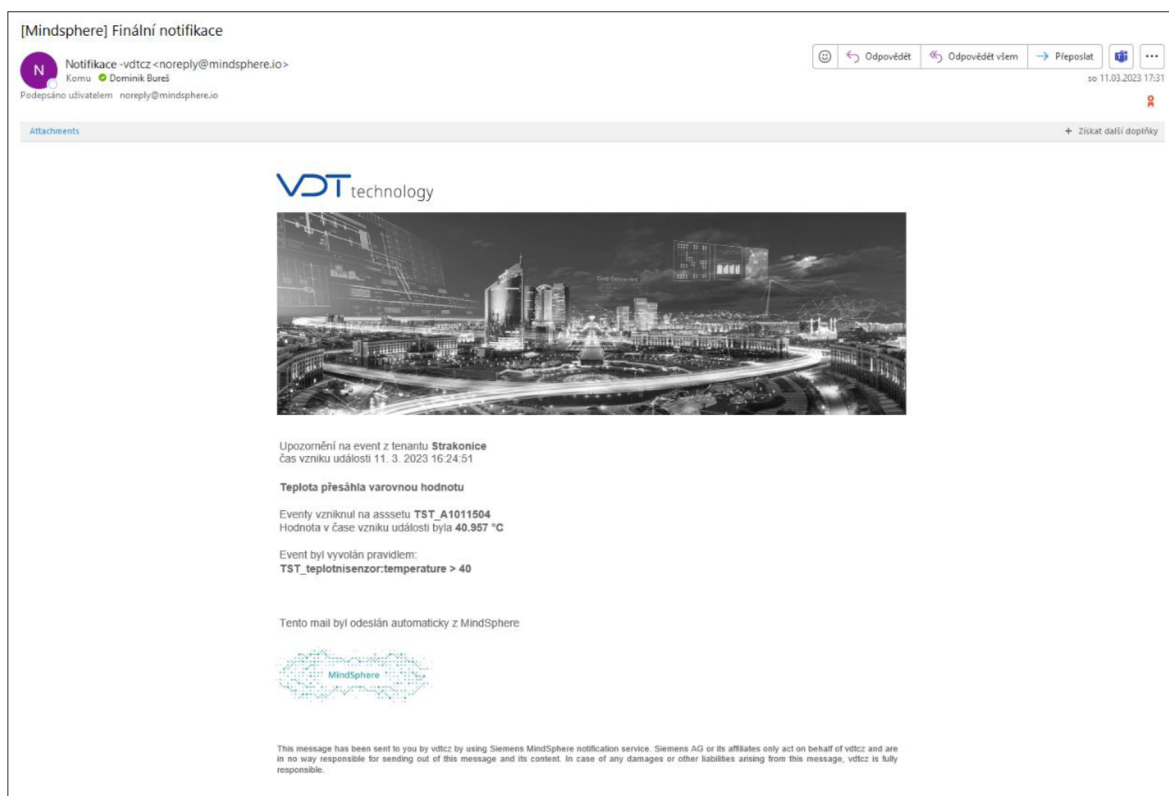 [Mindsphere] Finální notifikace
N
Notifikace -vdtcz <noreply@mindsphere.io>
Komu Dominik Bureš
Podepsáno uživatelem noreply@mindsphere.io
Odpovědět
Odpovědět všem
Přeposlat
so 11.03.2023 17:31
Attachments
+ Získat další doplňky
VDT technology
Upozornění na event z tenantu Strakonice
čas vzniku události 11. 3. 2023 16:24:51
Teplota přesáhla varovnou hodnotu
Eventy vzniknul na asssetu TST_A1011504
Hodnota v čase vzniku události byla 40.957 °C
Event byl vyvolán pravidlem:
TST_teplotnisenzor:temperature > 40
Tento mail byl odeslán automaticky z MindSphere
MindSphere
This message has been sent to you by vdtcz by using Siemens MindSphere notification service. Siemens AG or its affiliates only act on behalf of vdtcz and are
in no way responsible for sending out of this message and its content. In case of any damages or other liabilities arising from this message, vdtcz is fully
responsible.